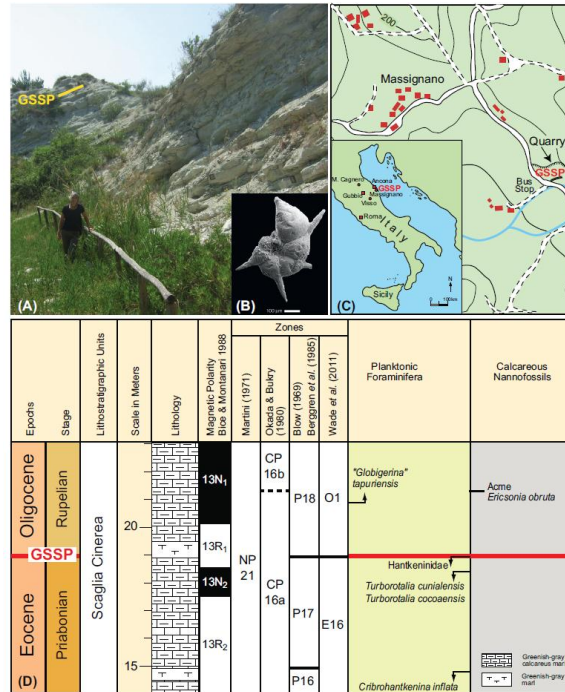 GSSP
(A)
(B)
100 µm
200
Massignano
Quarry
GSSP
Bus
Stop
M. Cagnero
Ancona
GSSP
Massignano
Gubbio
Visso
Roma
Italy
Sicily
N
0 100km
(C)
Epochs
Stage
Lithostratigraphic Units
Scale in Meters
Lithology
Magnetic Polarity
Bice & Montanari 1988
Zones
Martini (1971)
Okada & Bukry
(1980)
Blow (1969)
Berggren et al. (1985)
Wade et al. (2011)
Planktonic
Foraminifera
Calcareous
Nannofossils
Oligocene
Rupelian
GSSP
Eocene
Priabonian
Scaglia Cinerea
20
15
13N1
13R1
13N2
13R2
NP
21
CP
16b
CP
16a
P18
P17
P16
O1
E16
"Globigerina"
tapuriensis
Acme
Ericsonia obruta
Hantkeninidae
Turborotalia cunialensis
Turborotalia cocoaensis
Cribrohantkenina inflata
Greenish-gray
calcareus marl
Greenish-gray
marl
(D)